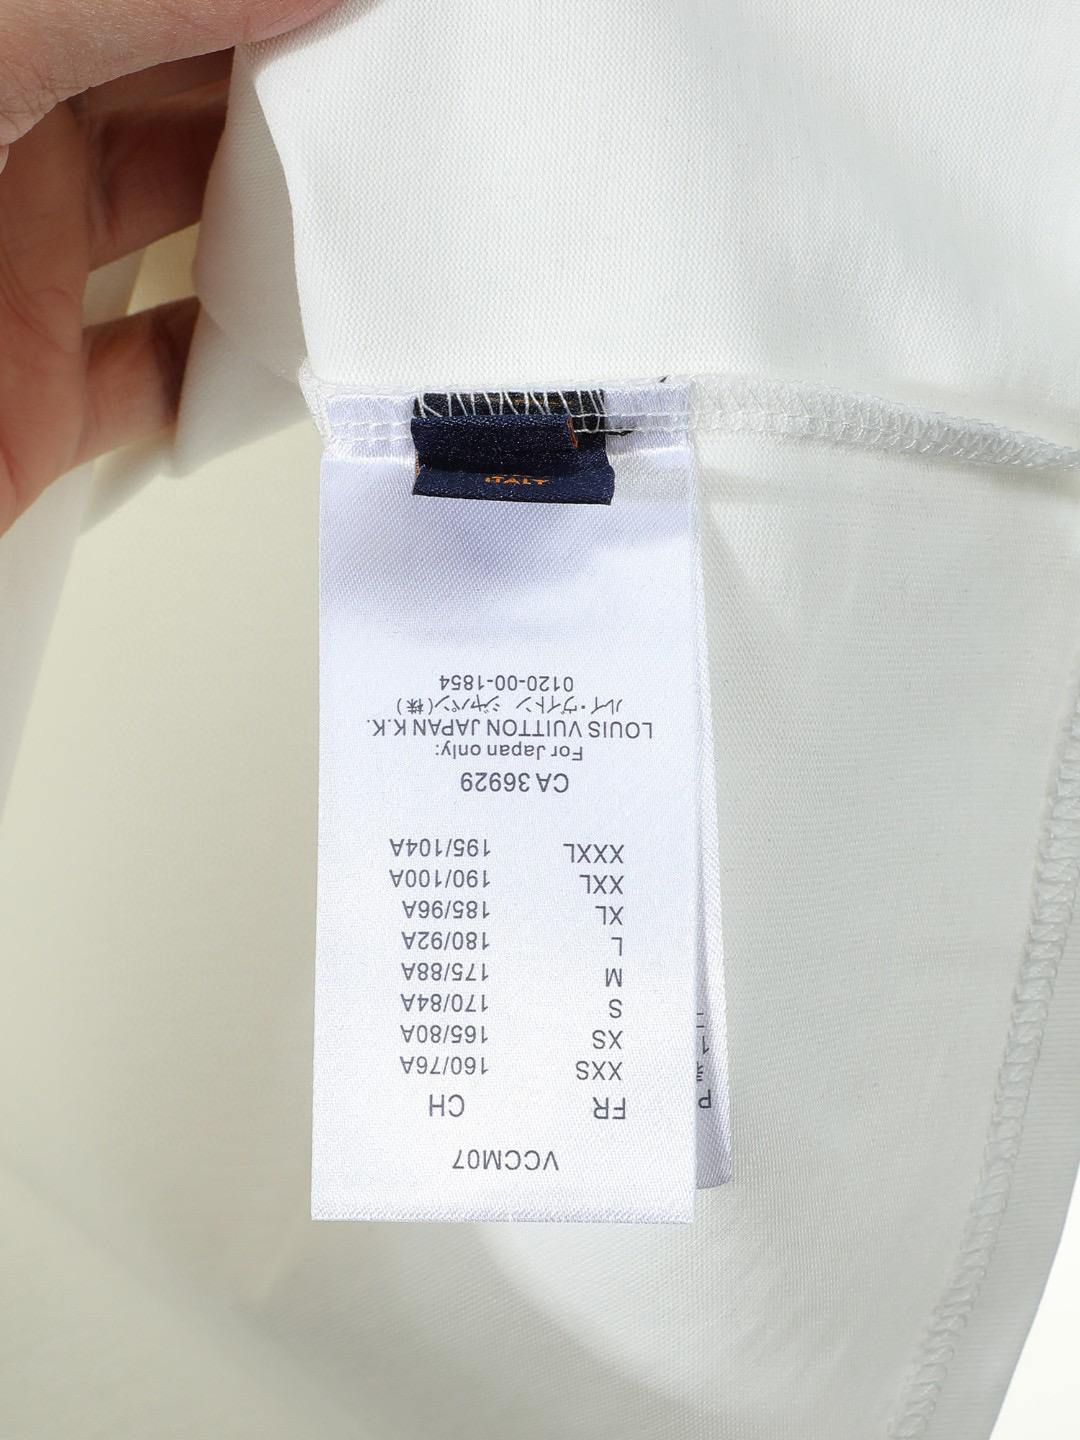 VCCM07
FR CH
XXS 160/76A
XS 165/80A
S 170/84A
M 175/88A
L 180/92A
XL 185/96A
XXL 190/100A
XXXL 195/104A
CA 36929
For Japan only:
LOUIS VUITTON JAPAN K.K.
ルイ・ヴィトン ジャパン(株)
0120-00-1854
ITALY